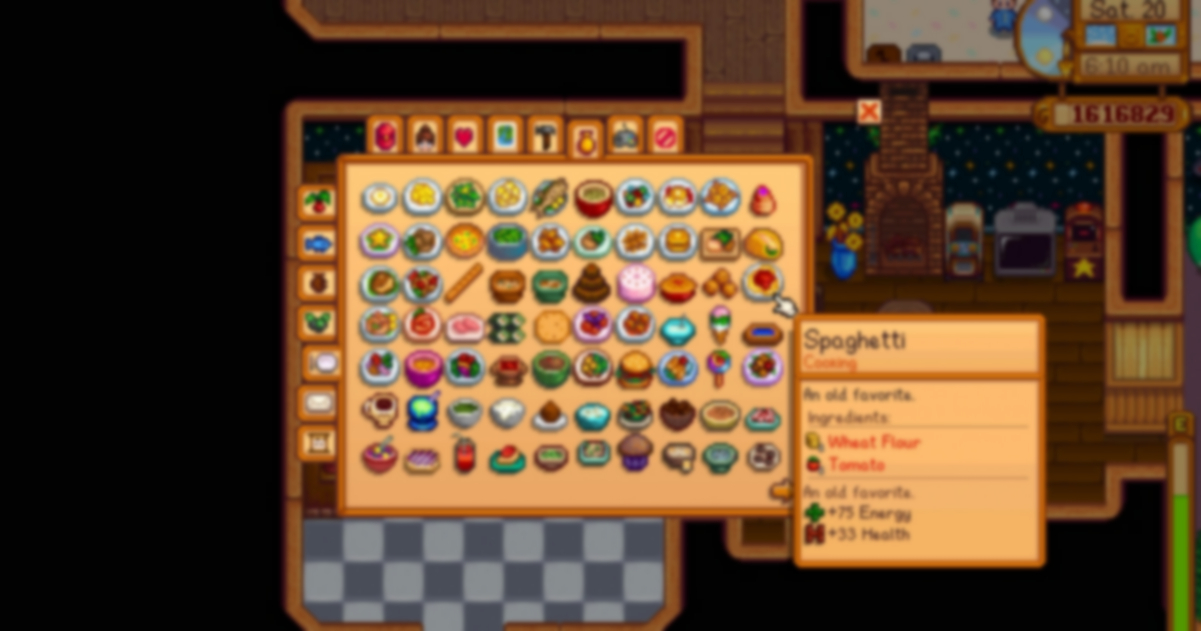 Sat. 20
6:10 am
1616829
Spaghetti
Cooking
An old favorite.
Ingredients:
Wheat Flour
Tomato
An old favorite.
+75 Energy
+33 Health
E